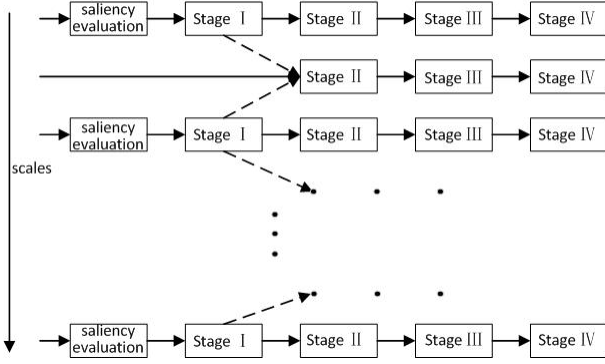 saliency
evaluation
Stage Ⅰ
Stage Ⅱ
Stage Ⅲ
Stage Ⅳ
Stage Ⅱ
Stage Ⅲ
Stage Ⅳ
saliency
evaluation
Stage Ⅰ
Stage Ⅱ
Stage Ⅲ
Stage Ⅳ
scales
saliency
evaluation
Stage Ⅰ
Stage Ⅱ
Stage Ⅲ
Stage Ⅳ